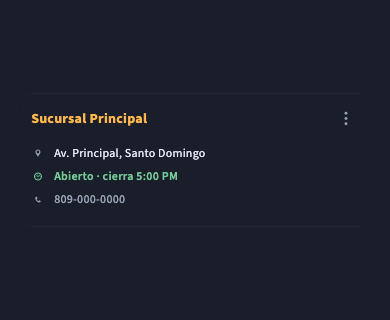 Sucursal Principal
Av. Principal, Santo Domingo
Abierto · cierra 5:00 PM
809-000-0000